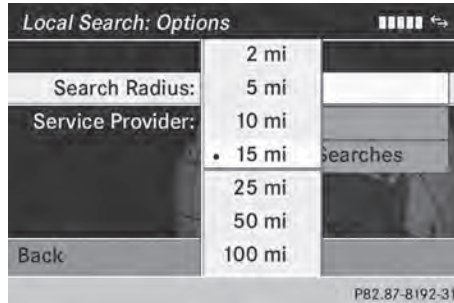 Local Search: Options
2 mi
Search Radius: 5 mi
Service Provider: 10 mi
• 15 mi Searches
25 mi
50 mi
Back 100 mi
P82.87-8192-31